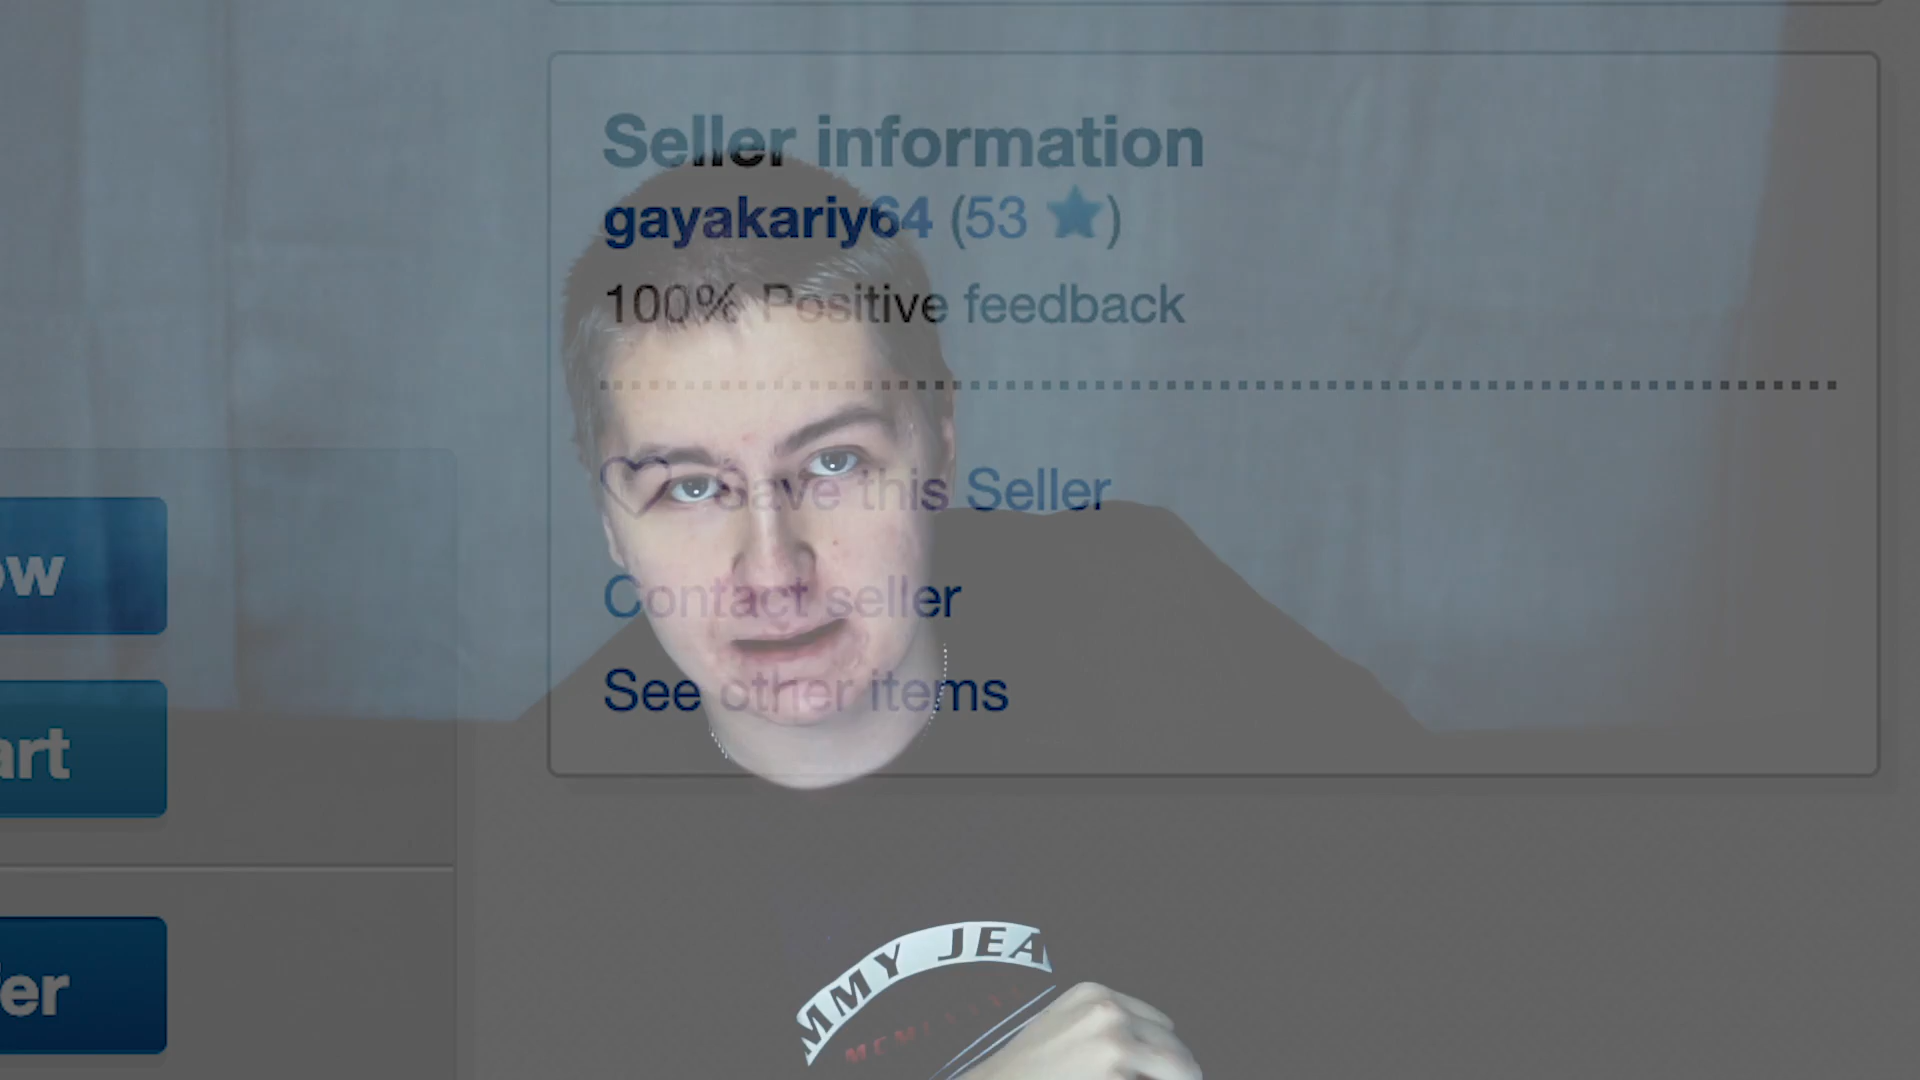 Seller information
gayakariy64 (53 ★)
100% Positive feedback
Save this Seller
Contact seller
See other items
ow
art
er
MMY JEA